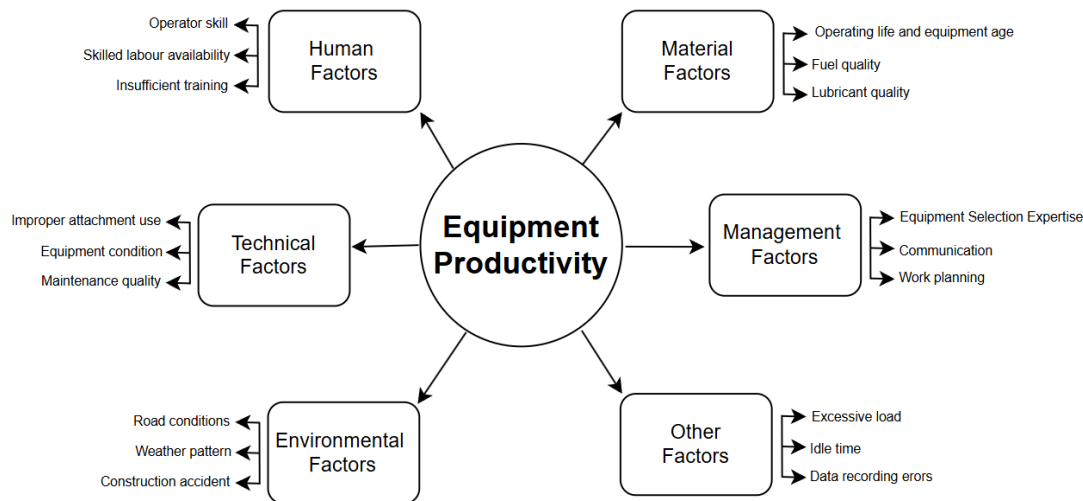 Operator skill
Skilled labour availability
Insufficient training
Human
Factors
Material
Factors
Operating life and equipment age
Fuel quality
Lubricant quality
Improper attachment use
Equipment condition
Maintenance quality
Technical
Factors
Equipment
Productivity
Management
Factors
Equipment Selection Expertise
Communication
Work planning
Road conditions
Weather pattern
Construction accident
Environmental
Factors
Other
Factors
Excessive load
Idle time
Data recording erors